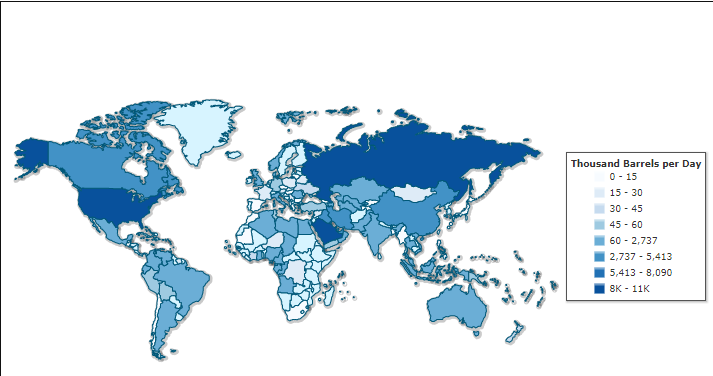 Thousand Barrels per Day
0 - 15
15 - 30
30 - 45
45 - 60
60 - 2,737
2,737 - 5,413
5,413 - 8,090
8K - 11K